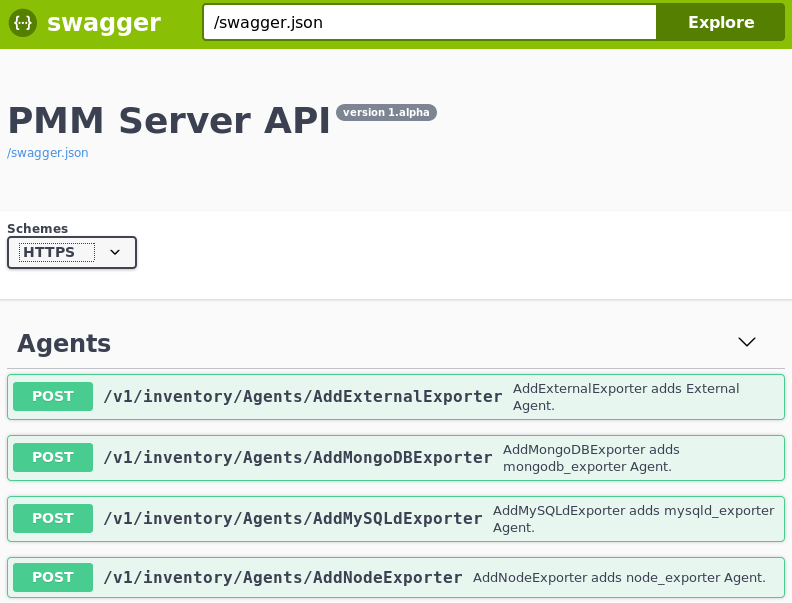 {··} swagger /swagger.json Explore
PMM Server API version 1.alpha
/swagger.json
Schemes
HTTPS
Agents
POST /v1/inventory/Agents/AddExternalExporter AddExternalExporter adds External
Agent.
POST /v1/inventory/Agents/AddMongoDBExporter AddMongoDBExporter adds
mongodb_exporter Agent.
POST /v1/inventory/Agents/AddMySQLdExporter AddMySQLdExporter adds mysqld_exporter
Agent.
POST /v1/inventory/Agents/AddNodeExporter AddNodeExporter adds node_exporter Agent.